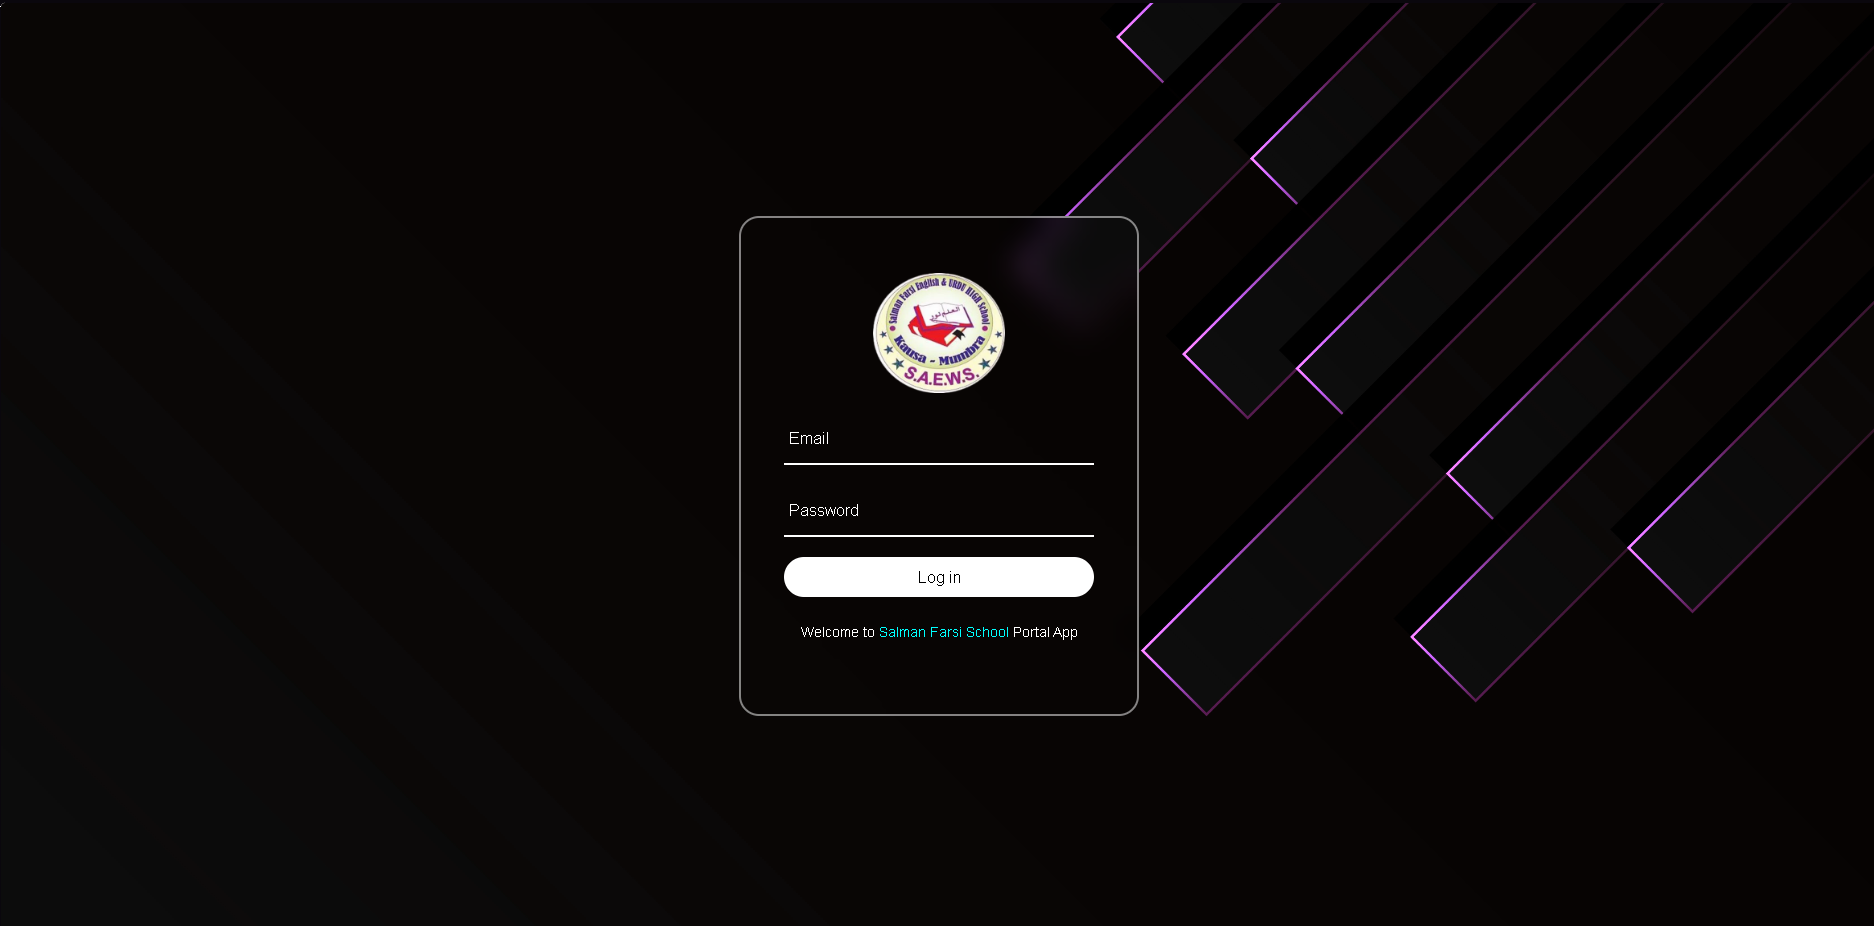 Salman Farsi English & URDU HIGH School
Kausa - Mumbra
S.A.E.W.S.
Email
Password
Log in
Welcome to Salman Farsi School Portal App